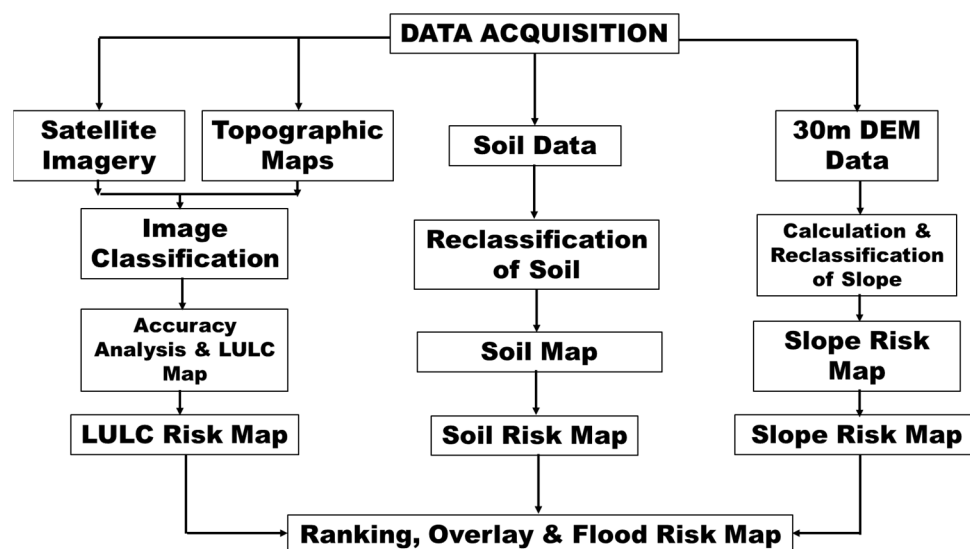 DATA ACQUISITION
Satellite
Imagery
Topographic
Maps
Soil Data
30m DEM
Data
Image
Classification
Reclassification
of Soil
Calculation &
Reclassification
of Slope
Accuracy
Analysis & LULC
Map
Soil Map
Slope Risk
Map
LULC Risk Map
Soil Risk Map
Slope Risk Map
Ranking, Overlay & Flood Risk Map